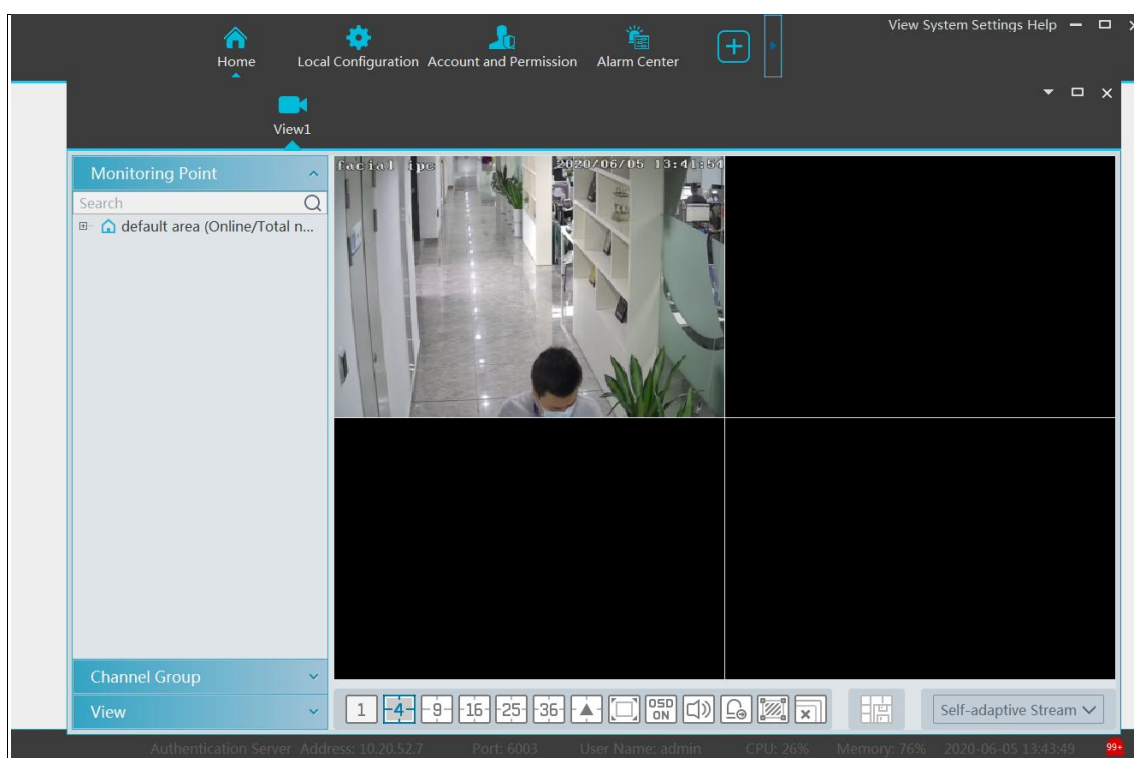 View System Settings Help
Home Local Configuration Account and Permission Alarm Center
View1
Monitoring Point
Search
default area (Online/Total n...
facial ipc 2020/06/05 13:41:54
Channel Group
View
1 4 9 16 25 36 OSD ON Self-adaptive Stream
Authentication Server Address: 10.20.52.7 Port: 6003 User Name: admin CPU: 26% Memory: 76% 2020-06-05 13:43:49 99+